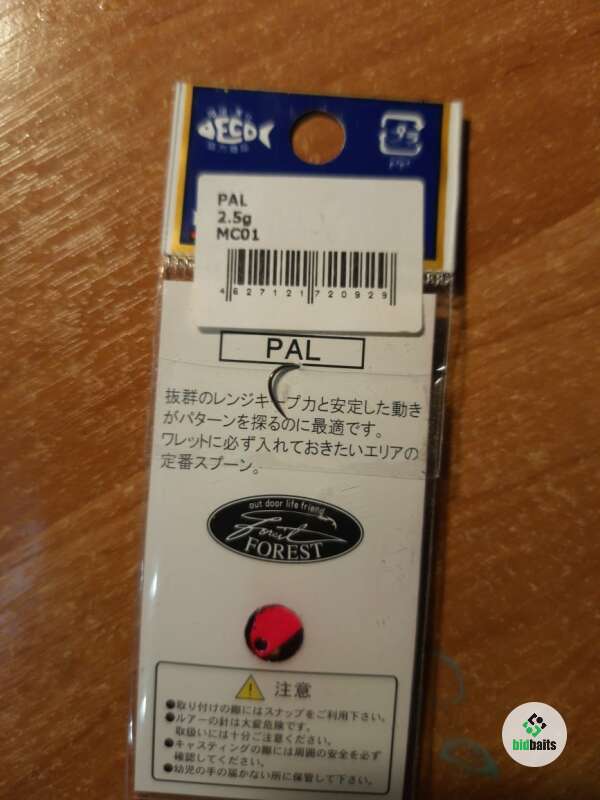 ECO
PP
PAL
2.5g
MC01
4 627121 720929
PAL
抜群のレンジキープ力と安定した動き
がパターンを探るのに最適です。
ワレットに必ず入れておきたいエリアの
定番スプーン。
out door life friend
Forest
FOREST
注意
●取り付けの際にはスナップをご利用下さい。
●ルアーの針は大変危険です。
取扱いには十分ご注意ください。
●キャスティングの際には周囲の安全を必ず
確認してください。
●幼児の手の届かない所に保管して下さい。
bidbaits